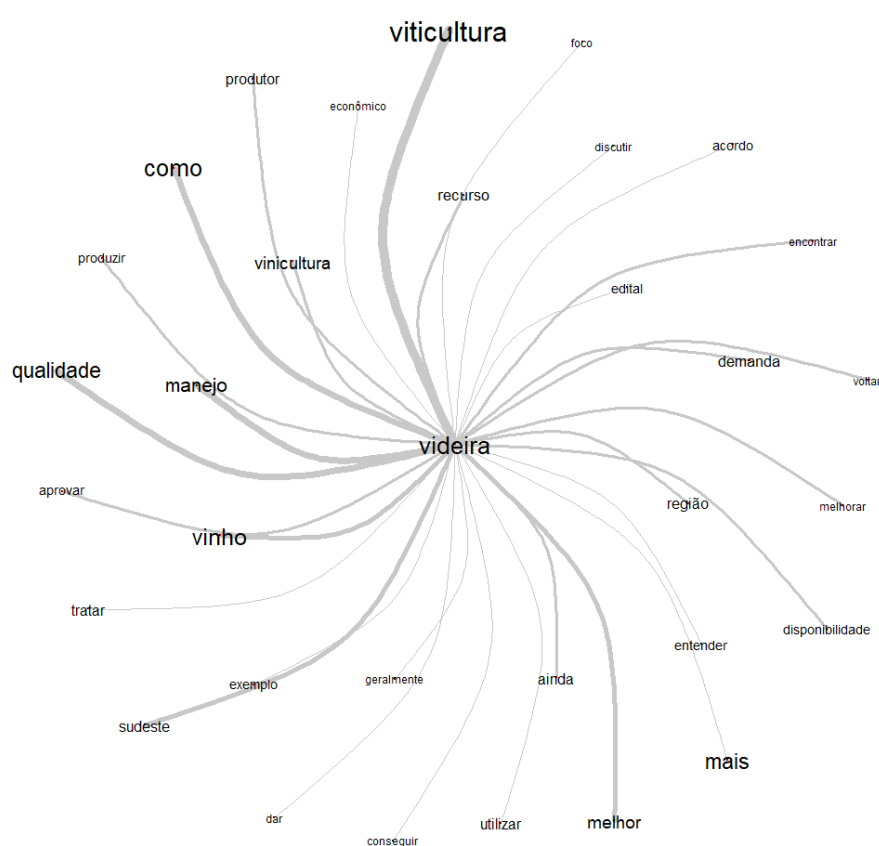 viticultura
foco
produtor
econômico
discutir
acordo
como
recurso
encontrar
produzir
vinicultura
edital
qualidade
manejo
demanda
voltar
videira
aprovar
região
melhorar
vinho
tratar
disponibilidade
entender
exemplo
geralmente
ainda
sudeste
mais
dar
utilizar
melhor
conseguir